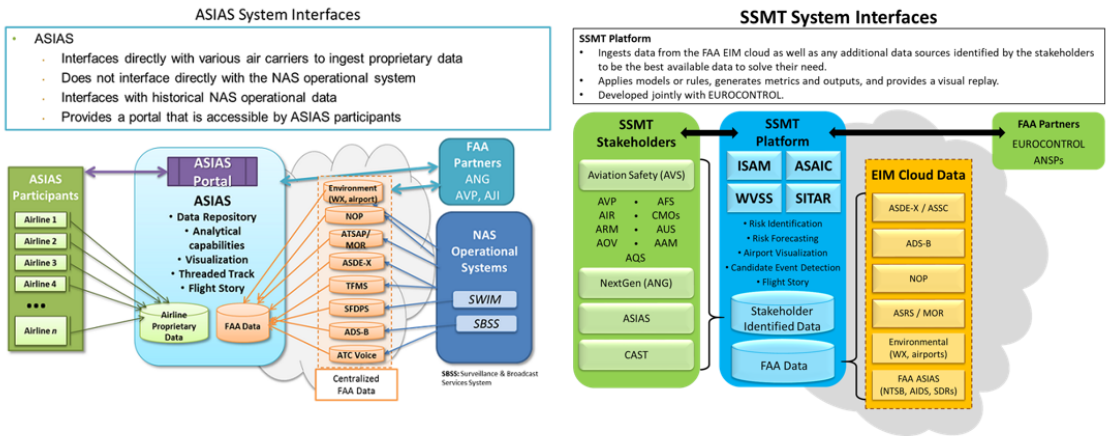 ASIAS System Interfaces
• ASIAS
· Interfaces directly with various air carriers to ingest proprietary data
· Does not interface directly with the NAS operational system
· Interfaces with historical NAS operational data
· Provides a portal that is accessible by ASIAS participants
ASIAS
Participants
Airline 1
Airline 2
Airline 3
Airline 4
•••
Airline n
ASIAS
Portal
ASIAS
• Data Repository
• Analytical
capabilities
• Visualization
• Threaded Track
• Flight Story
Airline
Proprietary
Data
FAA Data
Environment
(WX, airport)
NOP
ATSAP/
MOR
ASDE-X
TFMS
SFDPS
ADS-B
ATC Voice
Centralized
FAA Data
FAA
Partners
ANG
AVP, AJI
NAS
Operational
Systems
SWIM
SBSS
SBSS: Surveillance & Broadcast
Services System
SSMT System Interfaces
SSMT Platform
• Ingests data from the FAA EIM cloud as well as any additional data sources identified by the stakeholders
to be the best available data to solve their need.
• Applies models or rules, generates metrics and outputs, and provides a visual replay.
• Developed jointly with EUROCONTROL.
SSMT
Stakeholders
Aviation Safety (AVS)
AVP • AFS
AIR • CMOs
ARM • AUS
AOV • AAM
AQS
NextGen (ANG)
ASIAS
CAST
SSMT
Platform
ISAM
ASAIC
WVSS
SITAR
• Risk Identification
• Risk Forecasting
• Airport Visualization
• Candidate Event Detection
• Flight Story
Stakeholder
Identified Data
FAA Data
FAA Partners
EUROCONTROL
ANSPs
EIM Cloud Data
ASDE-X / ASSC
ADS-B
NOP
ASRS / MOR
Environmental
(WX, airports)
FAA ASIAS
(NTSB, AIDS, SDRs)